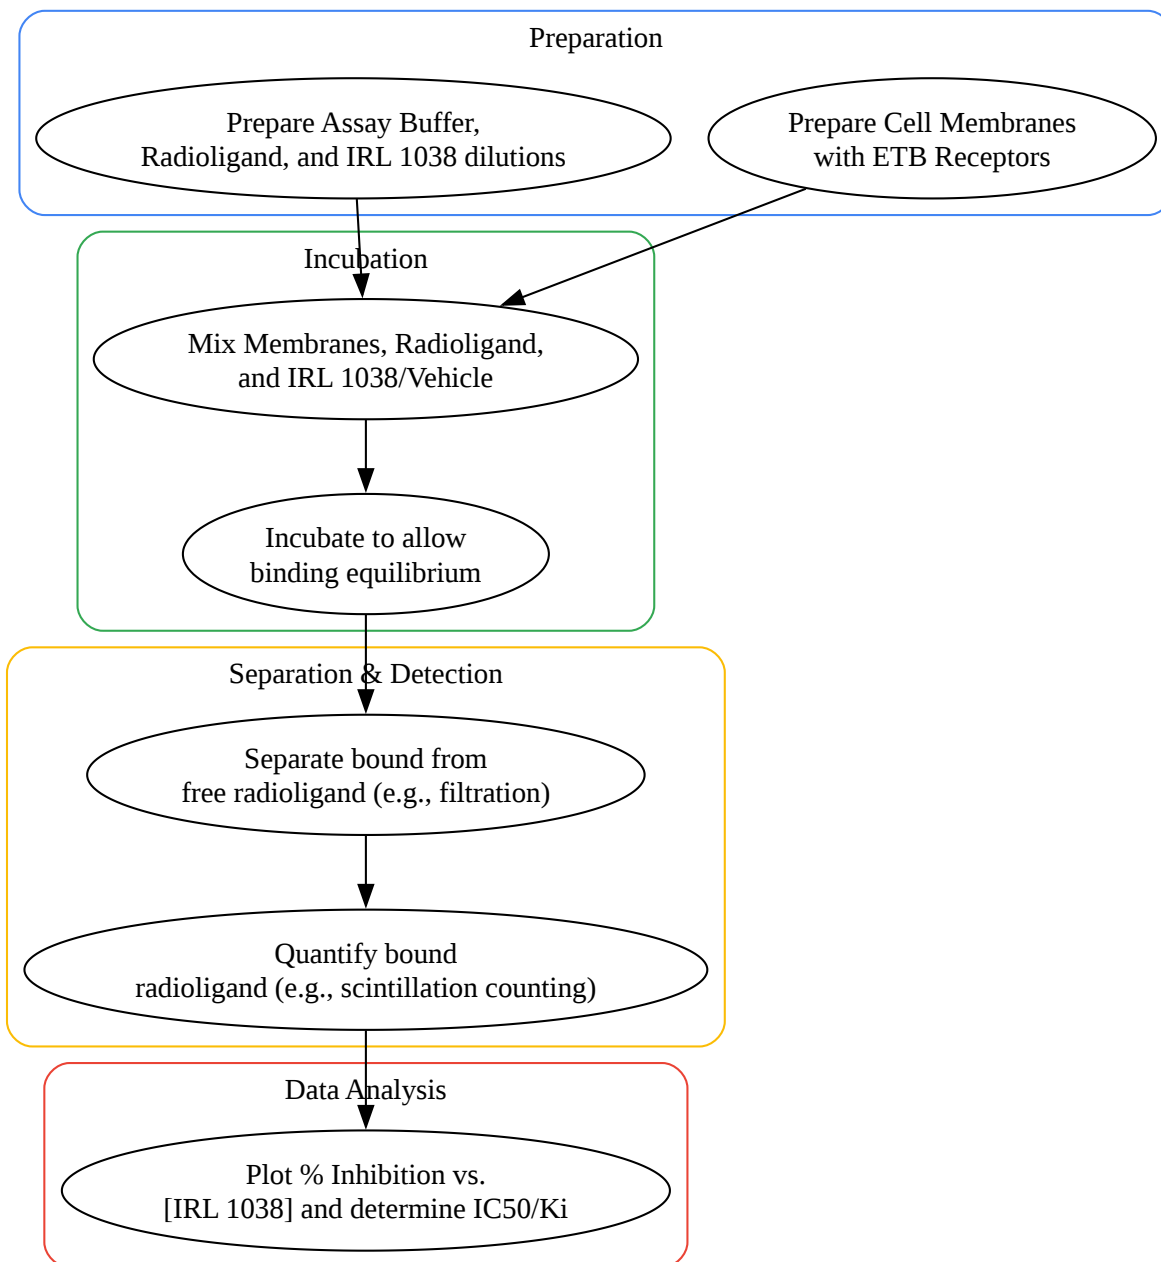 Preparation
Prepare Assay Buffer,
Radioligand, and IRL 1038 dilutions
Prepare Cell Membranes
with ETB Receptors
Incubation
Mix Membranes, Radioligand,
and IRL 1038/Vehicle
Incubate to allow
binding equilibrium
Separation & Detection
Separate bound from
free radioligand (e.g., filtration)
Quantify bound
radioligand (e.g., scintillation counting)
Data Analysis
Plot % Inhibition vs.
[IRL 1038] and determine IC50/Ki